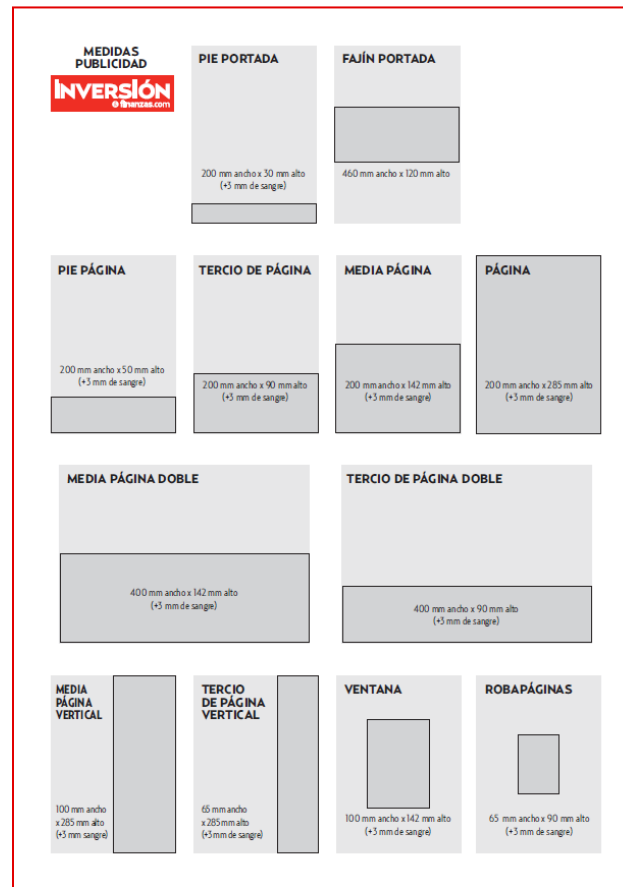 MEDIDAS
PUBLICIDAD
INVERSIÓN
& finanzas.com
PIE PORTADA
200 mm ancho x 30 mm alto
(+3 mm de sangre)
FAJÍN PORTADA
460 mm ancho x 120 mm alto
PIE PÁGINA
200 mm ancho x 50 mm alto
(+3 mm de sangre)
TERCIO DE PÁGINA
200 mm ancho x 90 mm alto
(+3 mm de sangre)
MEDIA PÁGINA
200 mm ancho x 142 mm alto
(+3 mm de sangre)
PÁGINA
200 mm ancho x 285 mm alto
(+3 mm de sangre)
MEDIA PÁGINA DOBLE
400 mm ancho x 142 mm alto
(+3 mm de sangre)
TERCIO DE PÁGINA DOBLE
400 mm ancho x 90 mm alto
(+3 mm de sangre)
MEDIA
PÁGINA
VERTICAL
100 mm ancho
x 285 mm alto
(+3 mm sangre)
TERCIO
DE PÁGINA
VERTICAL
65 mm ancho
x 285 mm alto
(+3 mm de sangre)
VENTANA
100 mm ancho x 142 mm alto
(+3 mm de sangre)
ROBAPÁGINAS
65 mm ancho x 90 mm alto
(+3 mm de sangre)